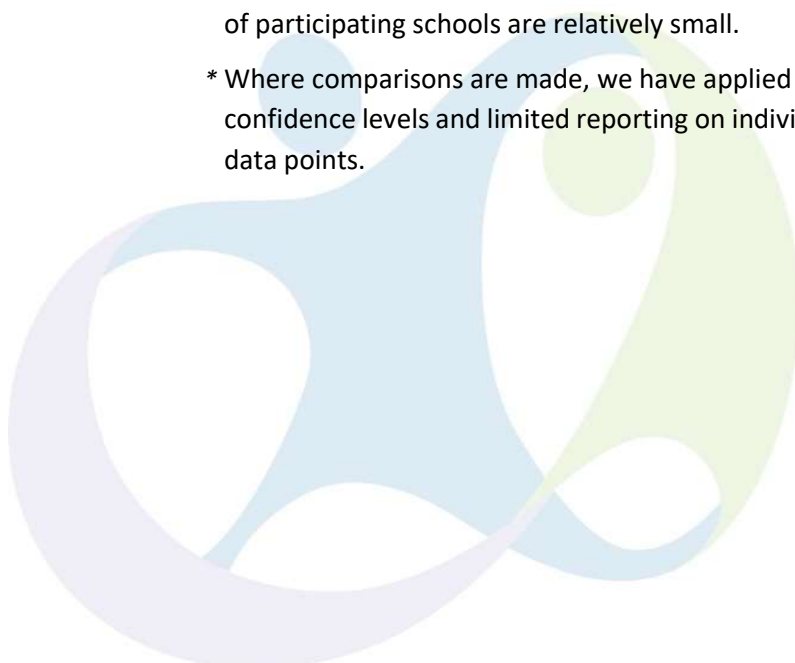 of participating schools are relatively small.
* Where comparisons are made, we have applied
confidence levels and limited reporting on indivi
data points.